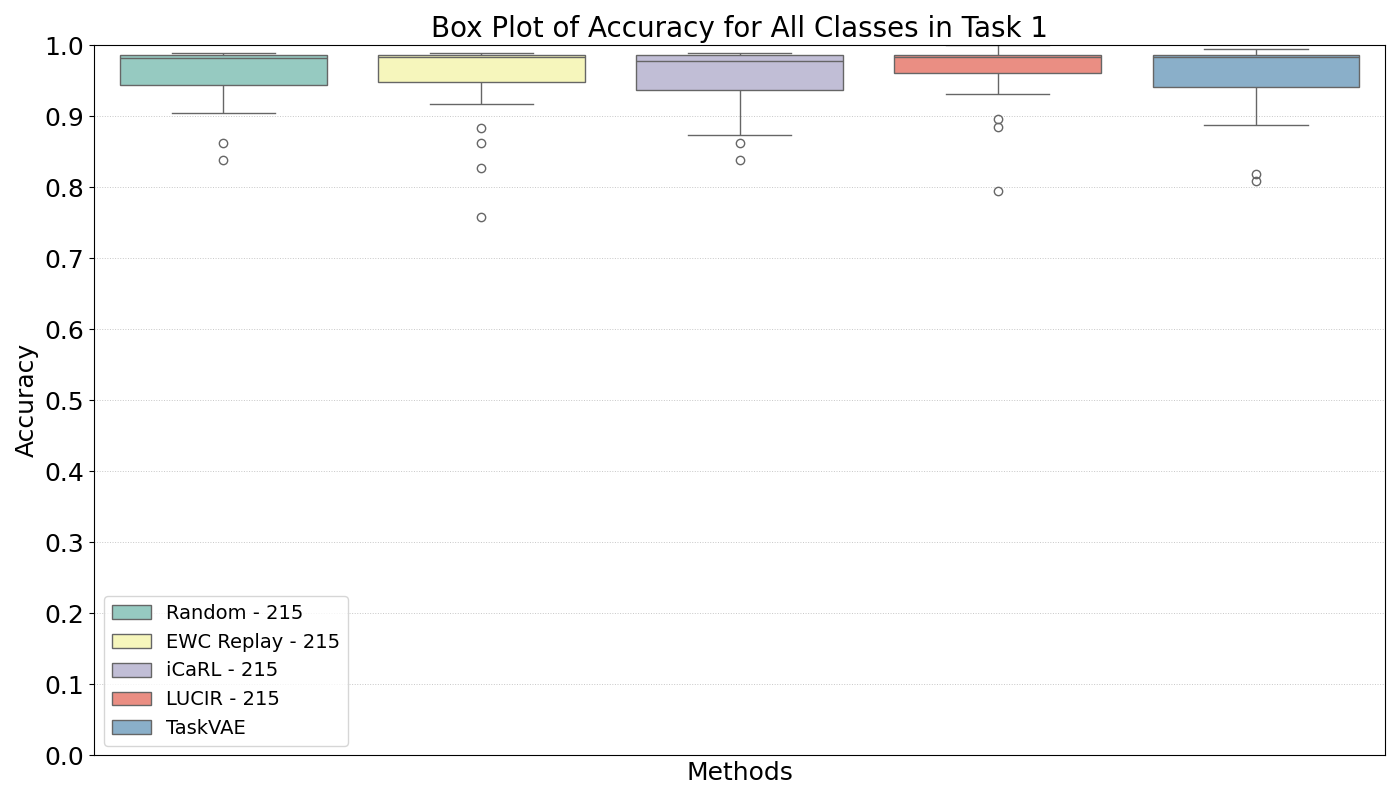 Box Plot of Accuracy for All Classes in Task 1
1.0
0.9
0.8
0.7
0.6
0.5
0.4
0.3
0.2
0.1
0.0
Accuracy
Random - 215
EWC Replay - 215
iCaRL - 215
LUCIR - 215
TaskVAE
Methods